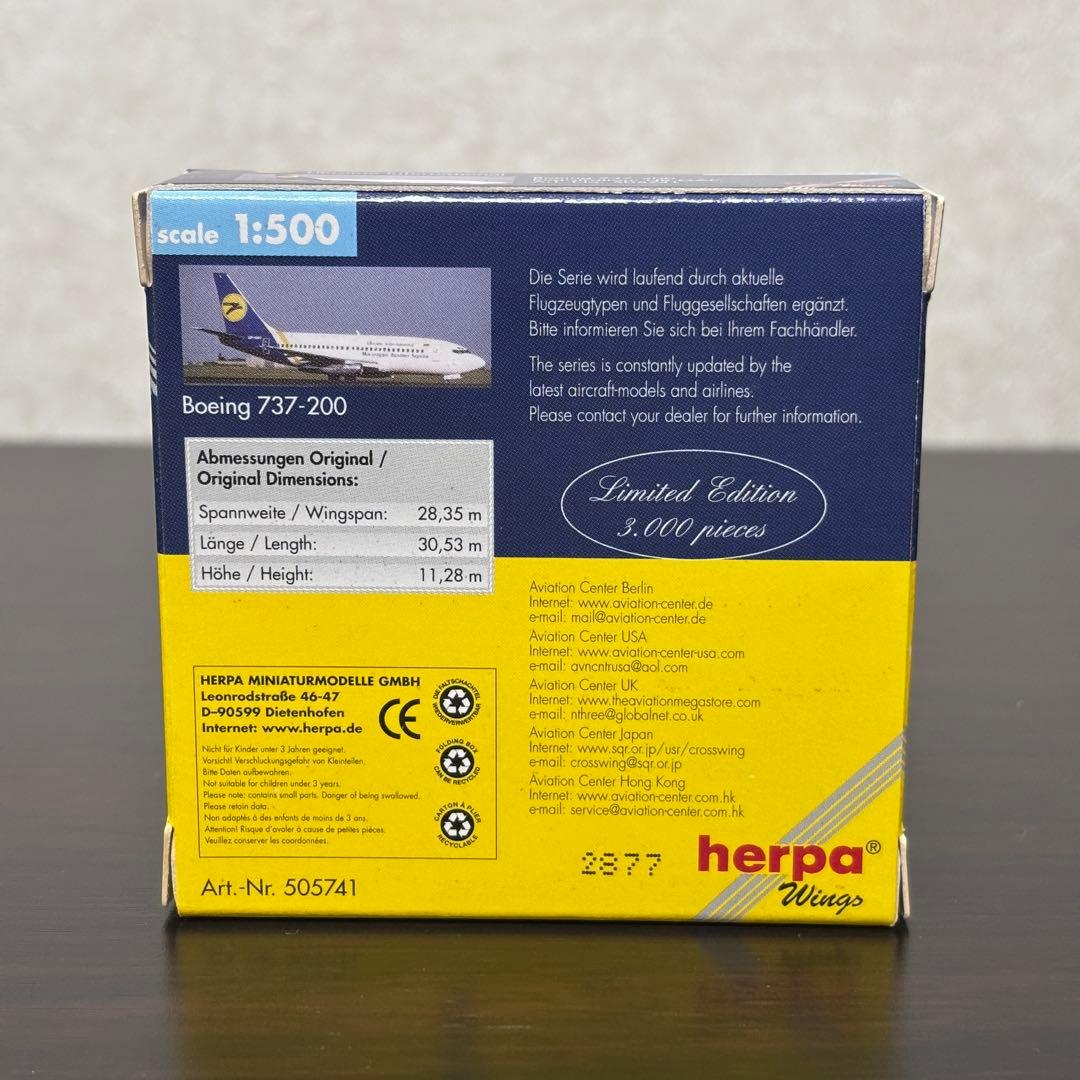 scale 1:500
Boeing 737-200
Abmessungen Original /
Original Dimensions:
Spannweite / Wingspan: 28,35 m
Länge / Length: 30,53 m
Höhe / Height: 11,28 m
Die Serie wird laufend durch aktuelle
Flugzeugtypen und Fluggesellschaften ergänzt.
Bitte informieren Sie sich bei Ihrem Fachhändler.
The series is constantly updated by the
latest aircraft-models and airlines.
Please contact your dealer for further information.
Limited Edition
3.000 pieces
Aviation Center Berlin
Internet: www.aviation-center.de
e-mail: mail@aviation-center.de
Aviation Center USA
Internet: www.aviation-center-usa.com
e-mail: avncntrusa@aol.com
Aviation Center UK
Internet: www.theaviationmegastore.com
e-mail: nthree@globalnet.co.uk
Aviation Center Japan
Internet: www.sqr.or.jp/usr/crosswing
e-mail: crosswing@sqr.or.jp
Aviation Center Hong Kong
Internet: www.aviation-center.com.hk
e-mail: service@aviation-center.com.hk
HERPA MINIATURMODELLE GMBH
Leonrodstraße 46-47
D-90599 Dietenhofen
Internet: www.herpa.de
CE
DIE FALTSCHACHTEL
WIEDERVERWERTBAR
FOLDING BOX
CAN BE RECYCLED
CARTON A PLIER
RECYCLABLE
Nicht für Kinder unter 3 Jahren geeignet.
Vorsicht! Verschluckungsgefahr von Kleinteilen.
Bitte Daten aufbewahren.
Not suitable for children under 3 years.
Please note: contains small parts. Danger of being swallowed.
Please retain data.
Non adaptés à des enfants de moins de 3 ans.
Attention! Risque d'avaler à cause de petites piéces.
Veuillez conserver les coordonnées.
Art.-Nr. 505741
2877
herpa®
Wings